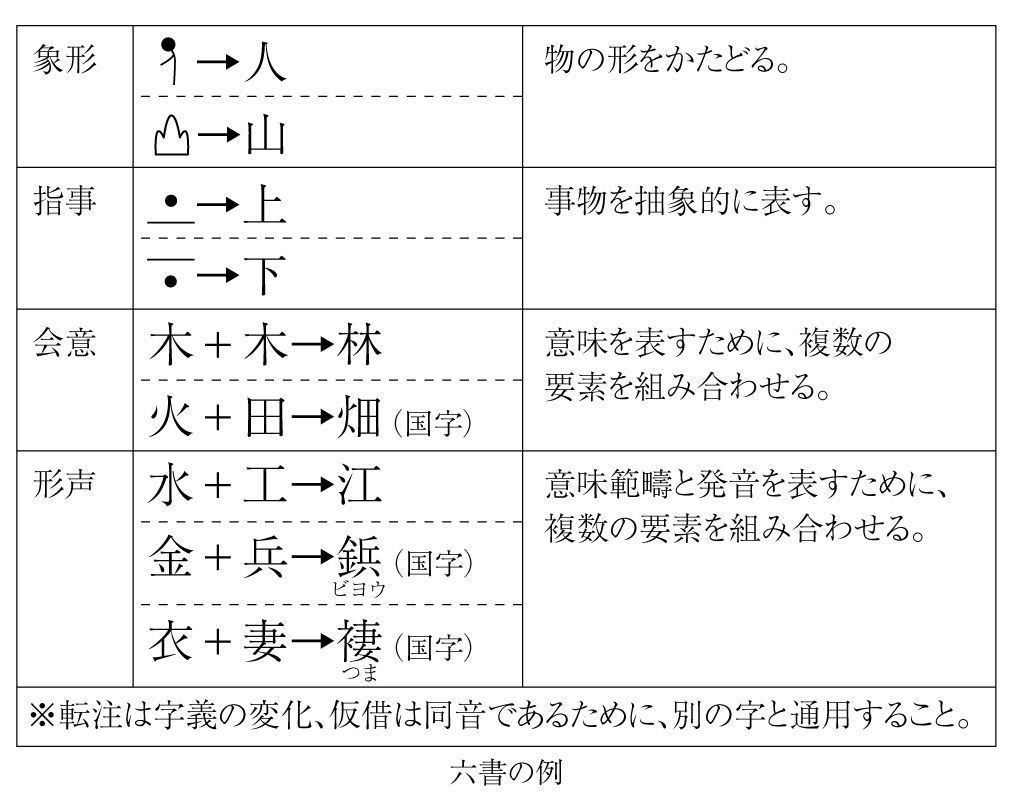 象形
→人
物の形をかたどる。
→山
指事
→上
事物を抽象的に表す。
→下
会意
木+木→林
意味を表すために、複数の
要素を組み合わせる。
火+田→畑(国字)
形声
水+工→江
意味範疇と発音を表すために、
複数の要素を組み合わせる。
金+兵→鋲(国字)
ビヨウ
衣+妻→褄(国字)
つま
※転注は字義の変化、仮借は同音であるために、別の字と通用すること。
六書の例